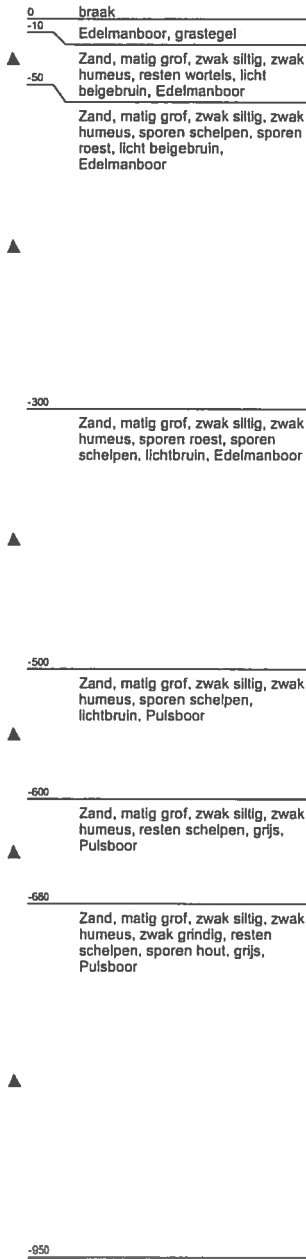 0 braak
-10
Edelmanboor, grastegel
Zand, matig grof, zwak siltig, zwak
humeus, resten wortels, licht
-50
beigebruin, Edelmanboor
Zand, matig grof, zwak siltig, zwak
humeus, sporen schelpen, sporen
roest, licht beigebruin,
Edelmanboor
-300
Zand, matig grof, zwak siltig, zwak
humeus, sporen roest, sporen
schelpen, lichtbruin, Edelmanboor
-500
Zand, matig grof, zwak siltig, zwak
humeus, sporen schelpen,
lichtbruin, Pulsboor
-600
Zand, matig grof, zwak siltig, zwak
humeus, resten schelpen, grijs,
Pulsboor
-680
Zand, matig grof, zwak siltig, zwak
humeus, zwak grindig, resten
schelpen, sporen hout, grijs,
Pulsboor
-950